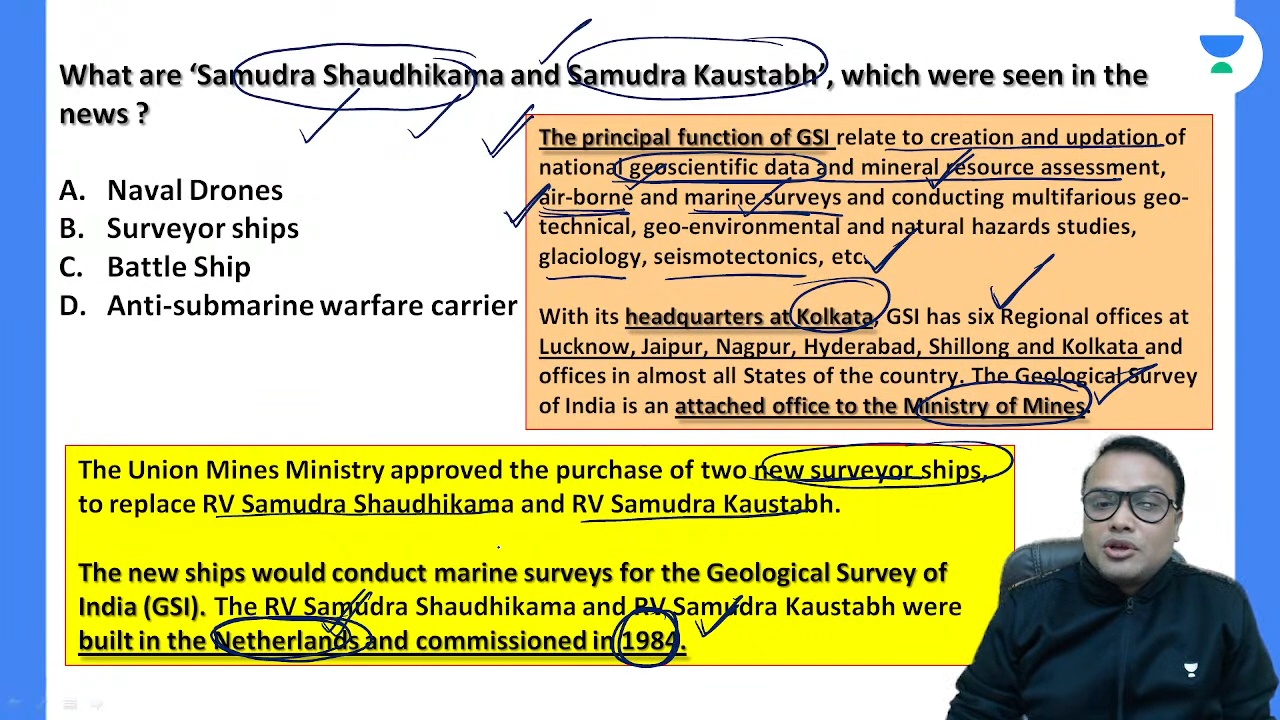 What are ‘Samudra Shaudhikama and Samudra Kaustabh’, which were seen in the
news ?
A. Naval Drones
B. Surveyor ships
C. Battle Ship
D. Anti-submarine warfare carrier
The principal function of GSI relate to creation and updation of
national geoscientific data and mineral resource assessment,
air-borne and marine surveys and conducting multifarious geo-
technical, geo-environmental and natural hazards studies,
glaciology, seismotectonics, etc.
With its headquarters at Kolkata, GSI has six Regional offices at
Lucknow, Jaipur, Nagpur, Hyderabad, Shillong and Kolkata and
offices in almost all States of the country. The Geological Survey
of India is an attached office to the Ministry of Mines.
The Union Mines Ministry approved the purchase of two new surveyor ships,
to replace RV Samudra Shaudhikama and RV Samudra Kaustabh.
The new ships would conduct marine surveys for the Geological Survey of
India (GSI). The RV Samudra Shaudhikama and RV Samudra Kaustabh were
built in the Netherlands and commissioned in 1984.